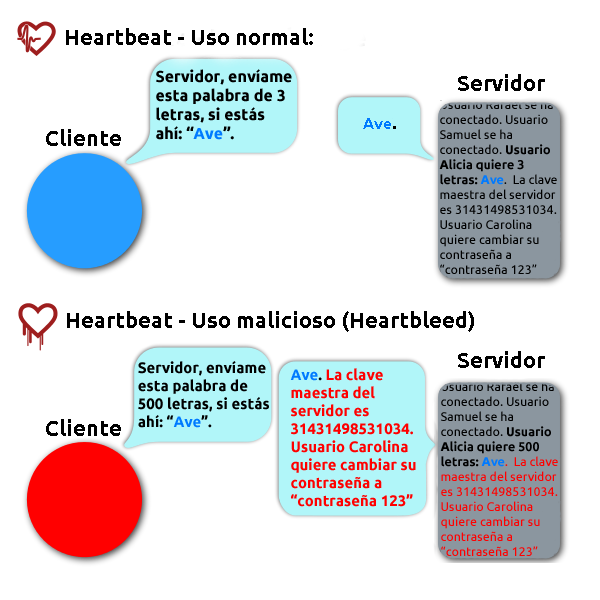 Heartbeat - Uso normal:
Servidor, envíame
esta palabra de 3
letras, si estás
ahí: “Ave”.
Cliente
Ave.
Servidor
Usuario Rafael se ha
conectado. Usuario
Samuel se ha
conectado. Usuario
Alicia quiere 3
letras: Ave. La clave
maestra del servidor
es 31431498531034.
Usuario Carolina
quiere cambiar su
contraseña a
“contraseña 123”
Heartbeat - Uso malicioso (Heartbleed)
Servidor, envíame
esta palabra de
500 letras, si estás
ahí: “Ave”.
Cliente
Ave. La clave
maestra del
servidor es
31431498531034.
Usuario Carolina
quiere cambiar su
contraseña a
“contraseña 123”
Servidor
Usuario Rafael se ha
conectado. Usuario
Samuel se ha
conectado. Usuario
Alicia quiere 500
letras: Ave. La clave
maestra del servidor
es 31431498531034.
Usuario Carolina
quiere cambiar su
contraseña a
“contraseña 123”